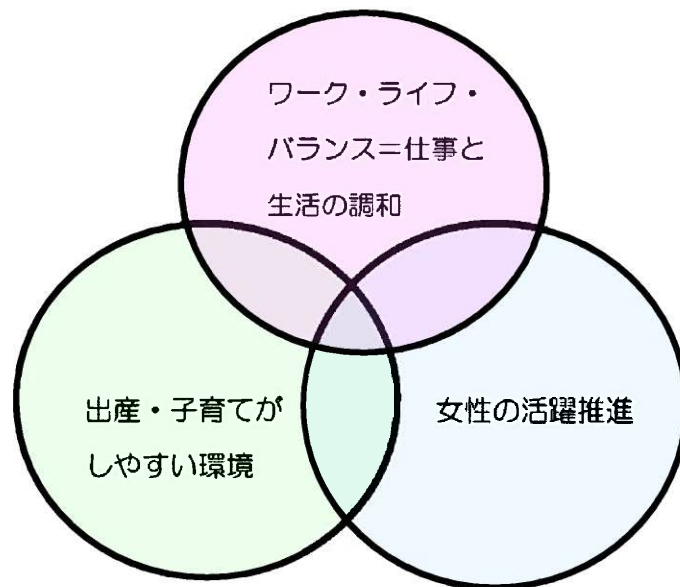 ワーク・ライフ・
バランス＝仕事と
生活の調和
出産・子育てが
しやすい環境
女性の活躍推進